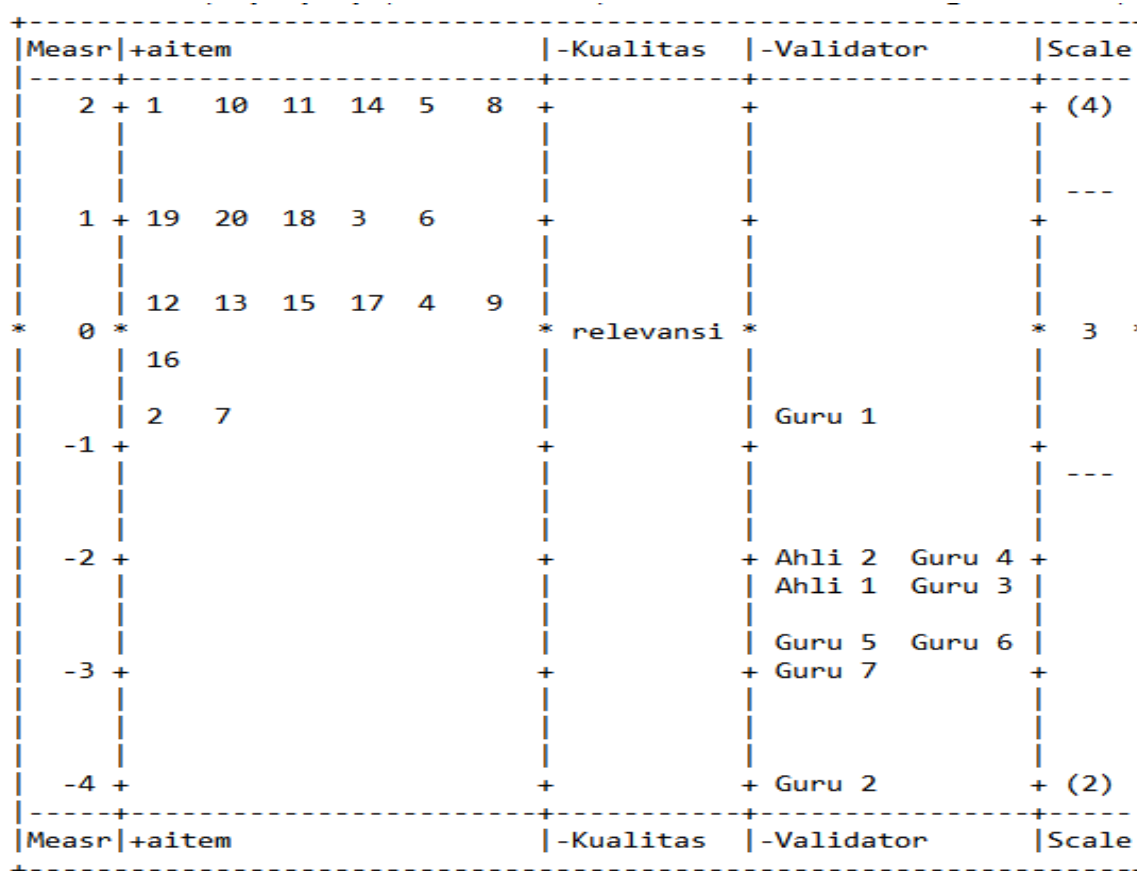 +-----------------------------------------------------------------
|Measr|+aitem                  |-Kualitas  |-Validator      |Scale
|-----+------------------------+-----------+----------------+-----
|   2 + 1   10  11  14  5   8  +           +                + (4)
|     |                        |           |                |
|     |                        |           |                |
|     |                        |           |                | ---
|   1 + 19  20  18  3   6      +           +                +
|     |                        |           |                |
|     |                        |           |                |
|     | 12  13  15  17  4   9  |           |                |
*   0 *                        * relevansi *                *  3  *
|     | 16                     |           |                |
|     |                        |           |                |
|     | 2   7                  |           | Guru 1         |
|  -1 +                        +           +                +
|     |                        |           |                | ---
|     |                        |           |                |
|     |                        |           |                |
|  -2 +                        +           + Ahli 2  Guru 4 +
|     |                        |           | Ahli 1  Guru 3 |
|     |                        |           |                |
|     |                        |           | Guru 5  Guru 6 |
|  -3 +                        +           + Guru 7         +
|     |                        |           |                |
|     |                        |           |                |
|     |                        |           |                |
|  -4 +                        +           + Guru 2         + (2)
|-----+------------------------+-----------+----------------+-----
|Measr|+aitem                  |-Kualitas  |-Validator      |Scale
+-----------------------------------------------------------------